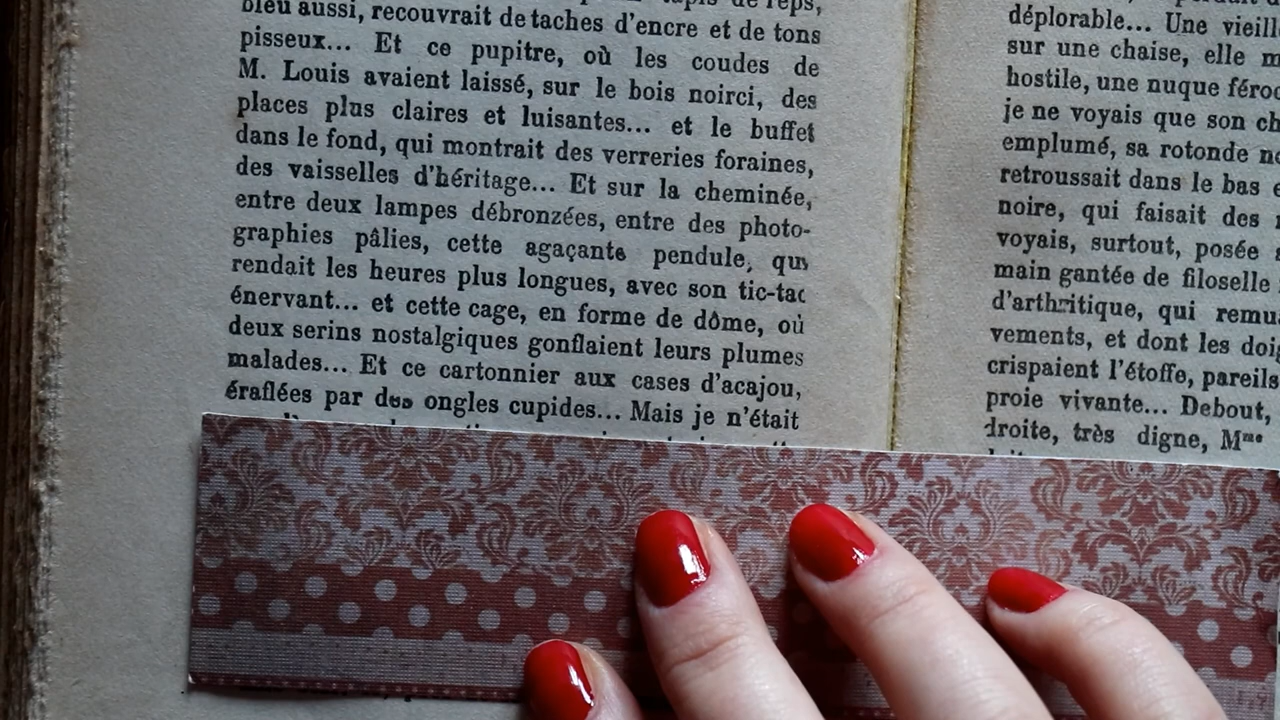 bleu aussi, recouvrait de taches d'encre et de tons
pisseux... Et ce pupitre, où les coudes de
M. Louis avaient laissé, sur le bois noirci, des
places plus claires et luisantes... et le buffet
dans le fond, qui montrait des verreries foraines,
des vaisselles d'héritage... Et sur la cheminée,
entre deux lampes débronzées, entre des photo-
graphies pâlies, cette agaçante pendule, qui
rendait les heures plus longues, avec son tic-tac
énervant... et cette cage, en forme de dôme, où
deux serins nostalgiques gonflaient leurs plumes
malades... Et ce cartonnier aux cases d'acajou,
éraflées par des ongles cupides... Mais je n'était
déplorable... Une vieill
sur une chaise, elle m
hostile, une nuque féroc
je ne voyais que son ch
emplumé, sa rotonde
retroussait dans le bas
noire, qui faisait des
voyais, surtout, posée
main gantée de filoselle
d'arthritique, qui remu
vements, et dont les doi
crispaient l'étoffe, pareils
proie vivante... Debout,
droite, très digne, Mme